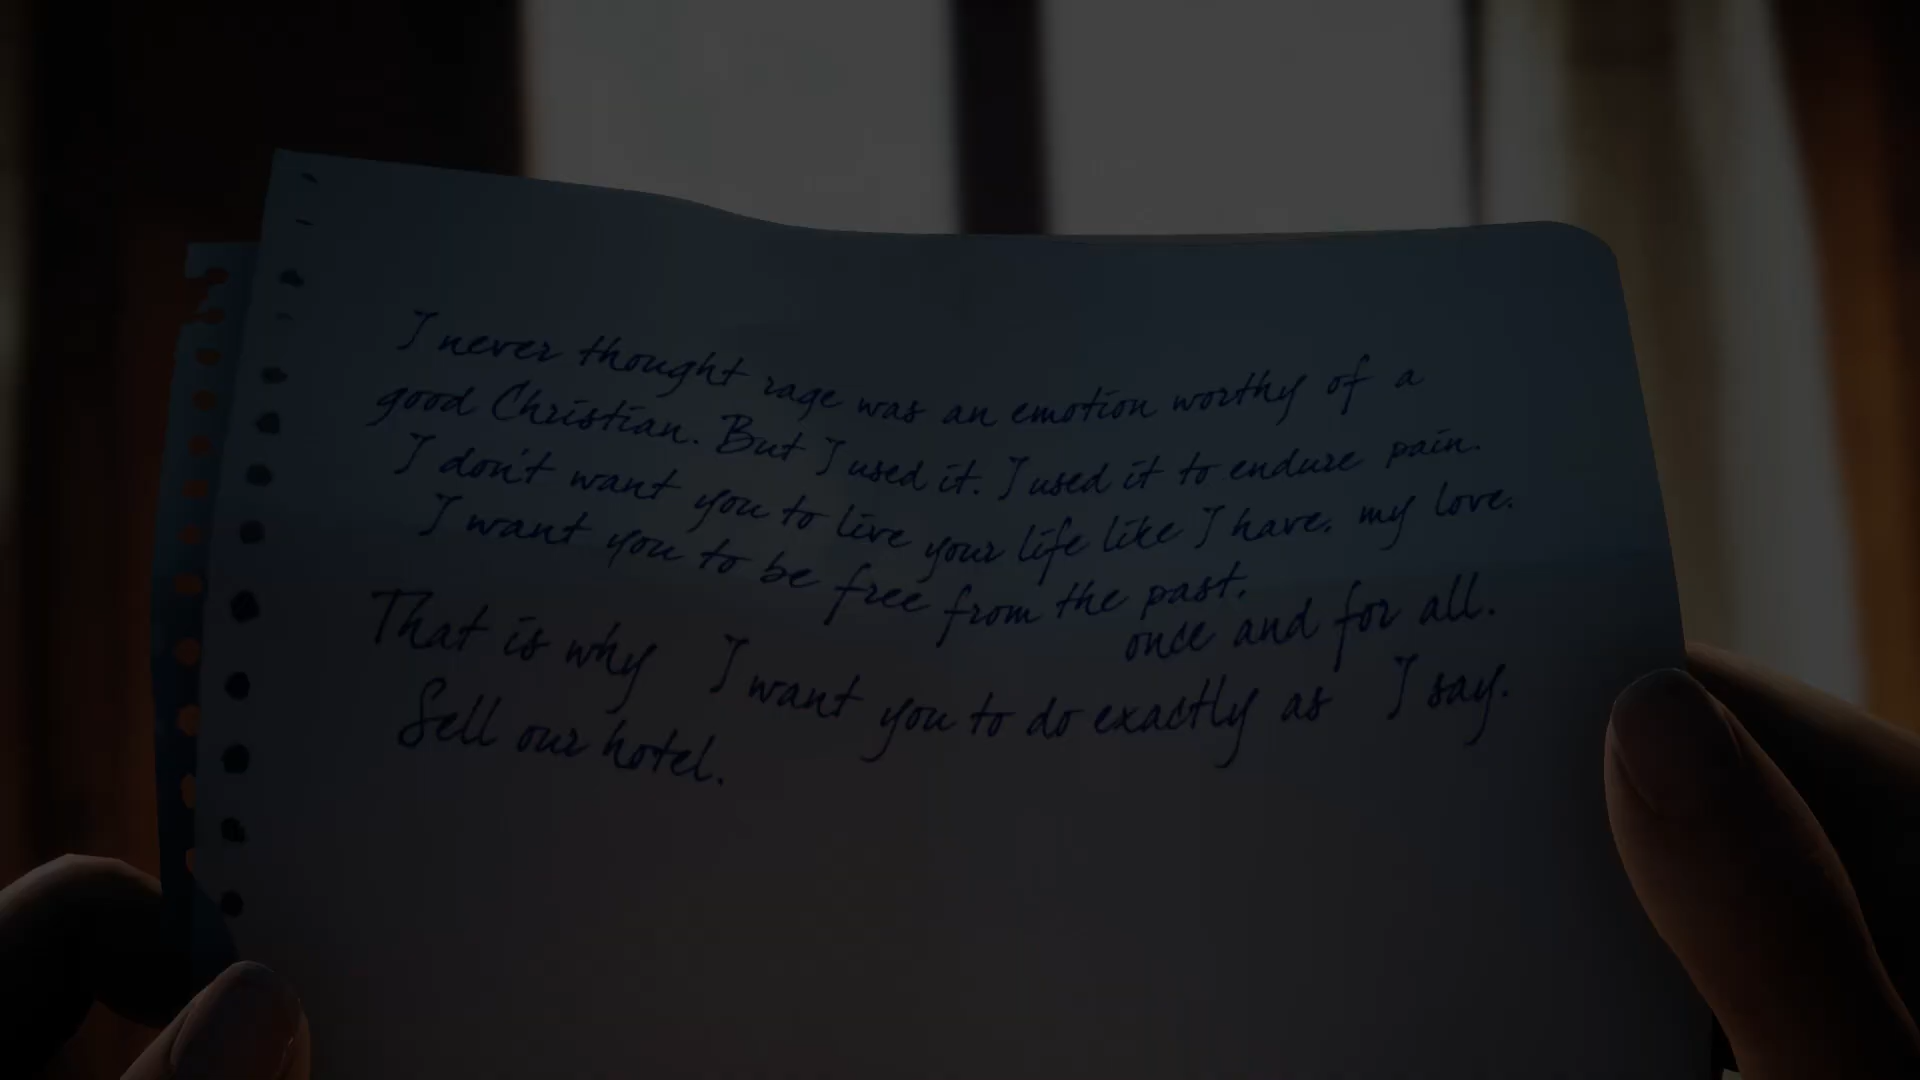 I never thought rage was an emotion worthy of a
good Christian. But I used it. I used it to endure pain.
I don't want you to live your life like I have, my love.
I want you to be free from the past,
once and for all.
That is why I want you to do exactly as I say.
Sell our hotel.